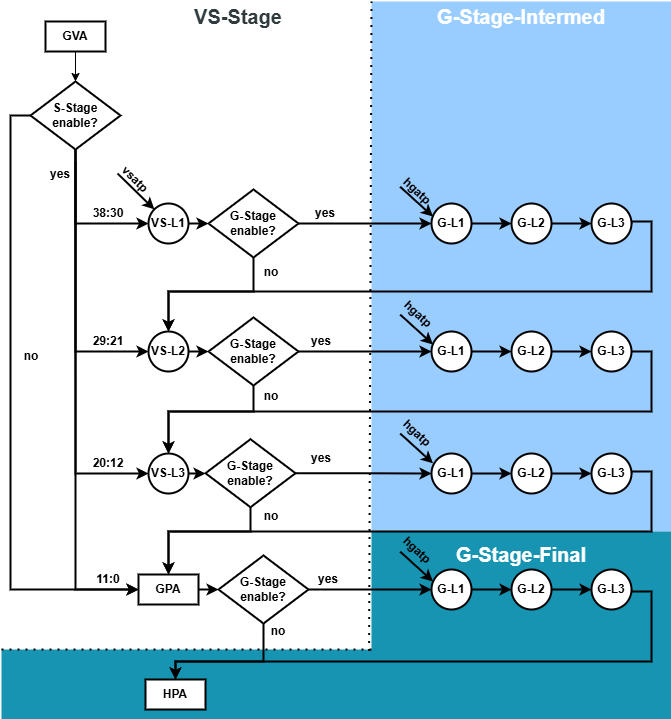 VS-Stage
G-Stage-Intermed
GVA
S-Stage
enable?
yes
vsatp
hgatp
38:30
VS-L1
G-Stage
enable?
yes
G-L1
G-L2
G-L3
no
hgatp
29:21
VS-L2
G-Stage
enable?
yes
G-L1
G-L2
G-L3
no
no
hgatp
20:12
VS-L3
G-Stage
enable?
yes
G-L1
G-L2
G-L3
no
G-Stage-Final
hgatp
11:0
GPA
G-Stage
enable?
yes
G-L1
G-L2
G-L3
no
HPA